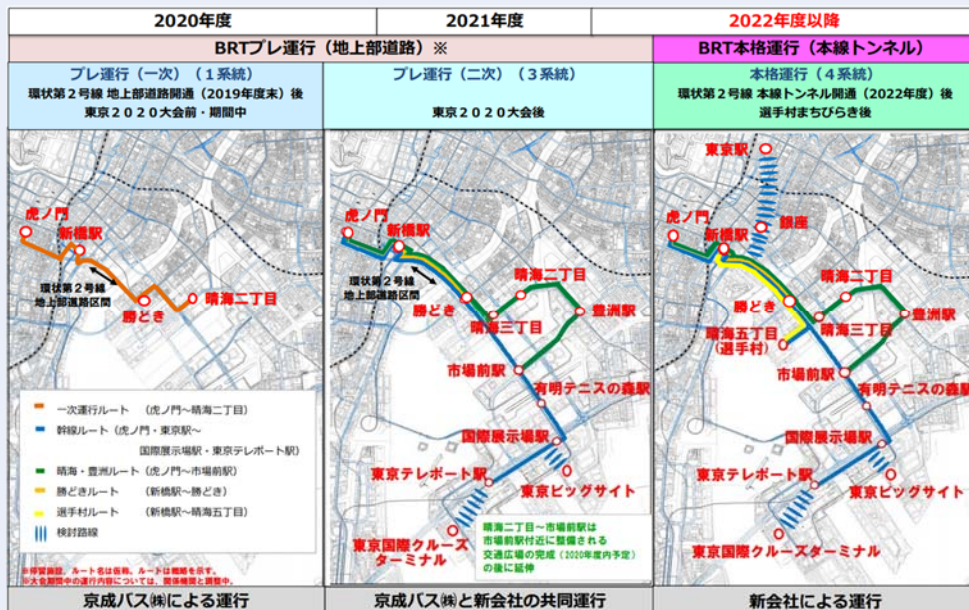 2020年度
2021年度
2022年度以降
BRTプレ運行（地上部道路）※
BRT本格運行（本線トンネル）
プレ運行（一次）（１系統）
環状第２号線 地上部道路開通（2019年度末）後
東京２０２０大会前・期間中
プレ運行（二次）（３系統）
東京２０２０大会後
本格運行（４系統）
環状第２号線 本線トンネル開通（2022年度）後
選手村まちびらき後
虎ノ門
新橋駅
環状第２号線
地上部道路区間
勝どき
晴海二丁目
一次運行ルート （虎ノ門～晴海二丁目）
幹線ルート（虎ノ門・東京駅～
国際展示場駅・東京テレポート駅）
晴海・豊洲ルート（虎ノ門～市場前駅）
勝どきルート （新橋駅～勝どき）
選手村ルート （新橋駅～晴海五丁目）
検討路線
※停留施設、ルート名は仮称、ルートは概略を示す。
※大会期間中の運行内容については、関係機関と調整中。
虎ノ門
新橋駅
環状第２号線
地上部道路区間
晴海二丁目
勝どき
晴海三丁目
豊洲駅
市場前駅
有明テニスの森駅
国際展示場駅
東京テレポート駅
東京ビッグサイト
東京国際クルーズ
ターミナル
晴海二丁目～市場前駅は
市場前駅付近に整備される
交通広場の完成（2020年度内予定）
の後に延伸
東京駅
虎ノ門
新橋駅
銀座
晴海二丁目
勝どき
晴海三丁目
豊洲駅
晴海五丁目
（選手村）
市場前駅
有明テニスの森駅
国際展示場駅
東京テレポート駅
東京ビッグサイト
東京国際クルーズターミナル
京成バス㈱による運行
京成バス㈱と新会社の共同運行
新会社による運行